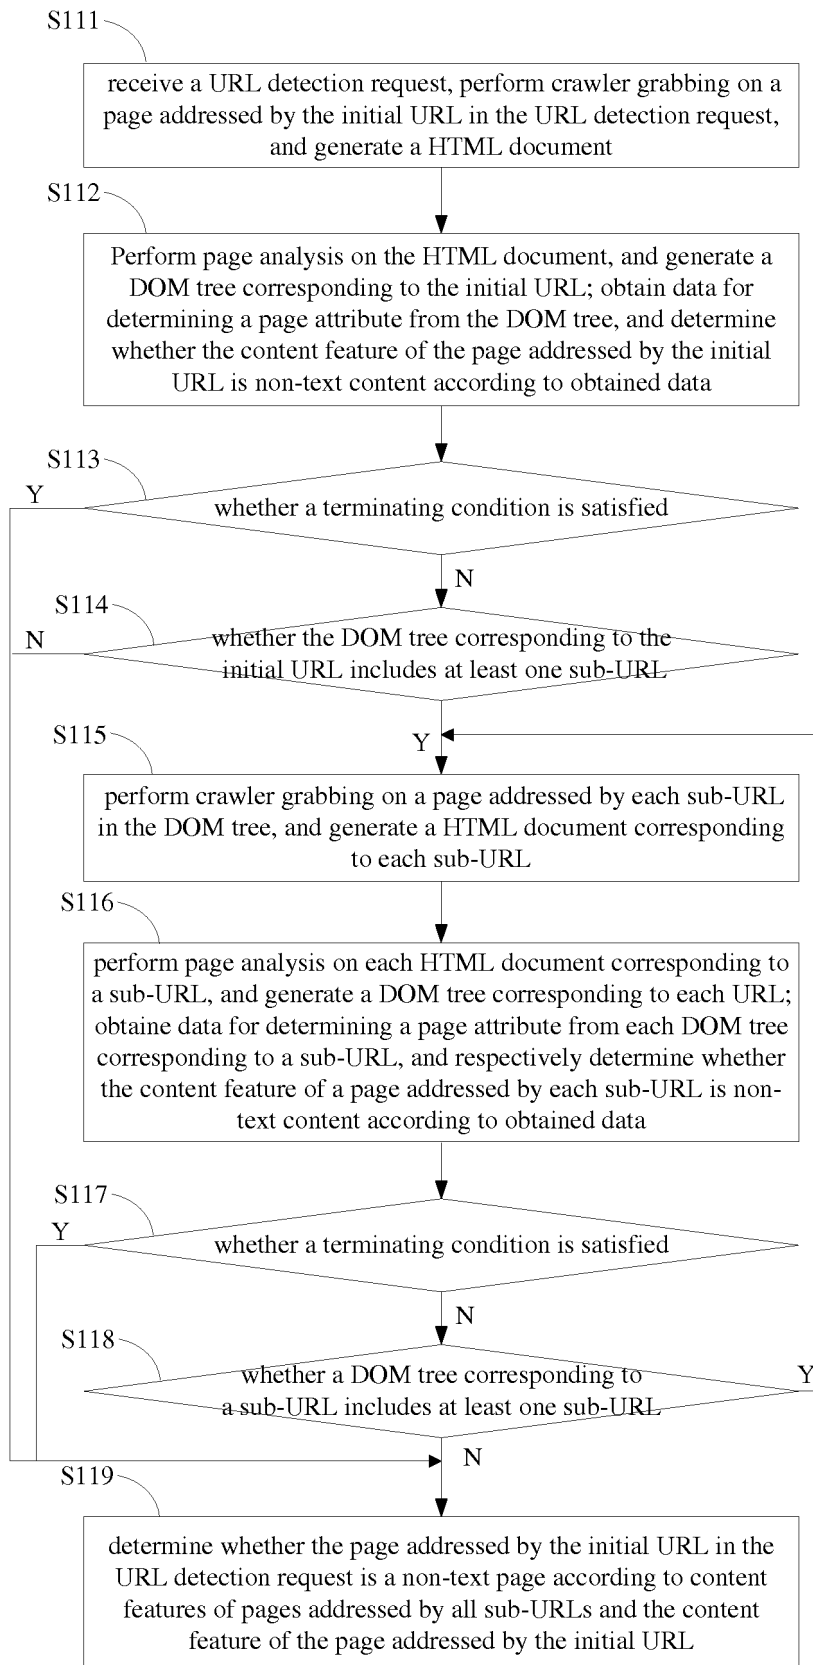 S111
receive a URL detection request, perform crawler grabbing on a
page addressed by the initial URL in the URL detection request,
and generate a HTML document
S112
Perform page analysis on the HTML document, and generate a
DOM tree corresponding to the initial URL; obtain data for
determining a page attribute from the DOM tree, and determine
whether the content feature of the page addressed by the initial
URL is non-text content according to obtained data
S113
Y
whether a terminating condition is satisfied
N
S114
N
whether the DOM tree corresponding to the
initial URL includes at least one sub-URL
S115
Y
perform crawler grabbing on a page addressed by each sub-URL
in the DOM tree, and generate a HTML document corresponding
to each sub-URL
S116
perform page analysis on each HTML document corresponding to
a sub-URL, and generate a DOM tree corresponding to each URL;
obtaine data for determining a page attribute from each DOM tree
corresponding to a sub-URL, and respectively determine whether
the content feature of a page addressed by each sub-URL is non-
text content according to obtained data
S117
Y
whether a terminating condition is satisfied
N
S118
whether a DOM tree corresponding to
a sub-URL includes at least one sub-URL
Y
N
S119
determine whether the page addressed by the initial URL in the
URL detection request is a non-text page according to content
features of pages addressed by all sub-URLs and the content
feature of the page addressed by the initial URL